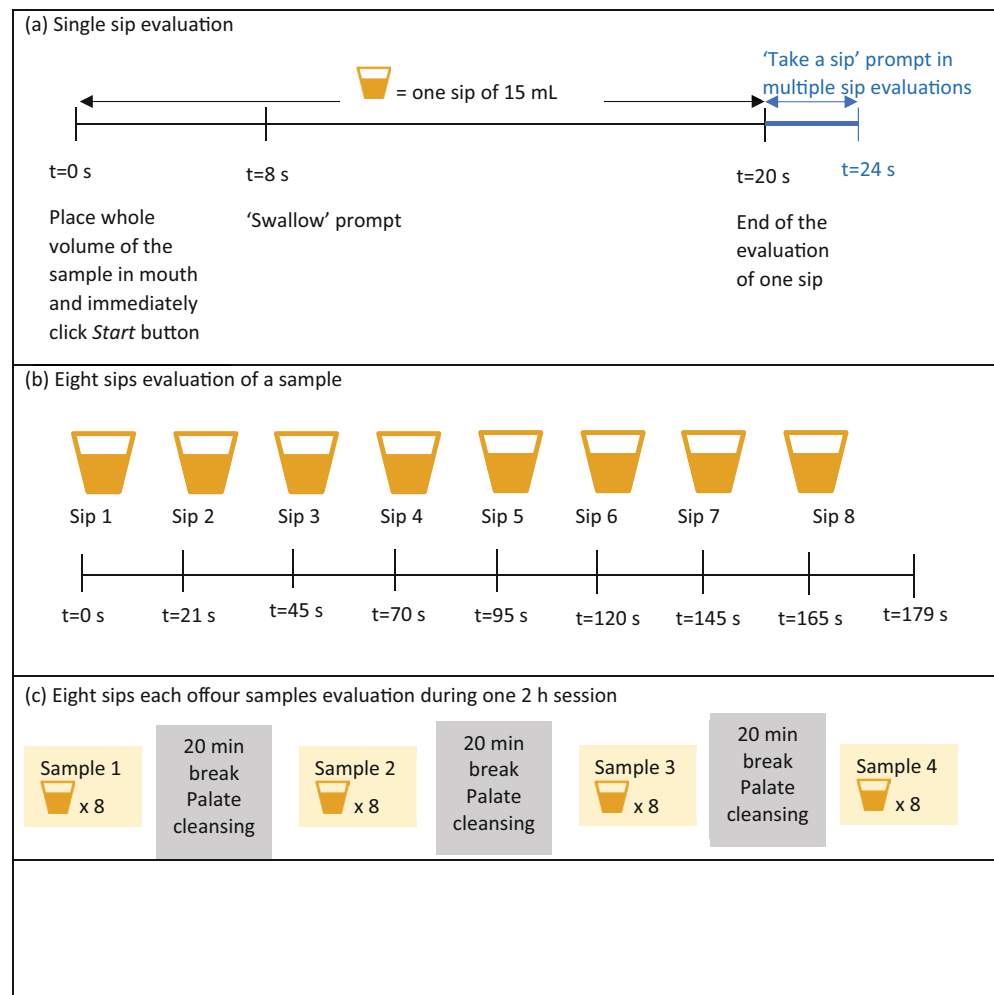 (a) Single sip evaluation
‘Take a sip’ prompt in
multiple sip evaluations
= one sip of 15 mL
t=0 s
t=8 s
t=20 s
t=24 s
Place whole
volume of the
sample in mouth
and immediately
click Start button
‘Swallow’ prompt
End of the
evaluation
of one sip
(b) Eight sips evaluation of a sample
Sip 1
Sip 2
Sip 3
Sip 4
Sip 5
Sip 6
Sip 7
Sip 8
t=0 s
t=21 s
t=45 s
t=70 s
t=95 s
t=120 s
t=145 s
t=165 s
t=179 s
(c) Eight sips each offour samples evaluation during one 2 h session
Sample 1
x 8
20 min
break
Palate
cleansing
Sample 2
x 8
20 min
break
Palate
cleansing
Sample 3
x 8
20 min
break
Palate
cleansing
Sample 4
x 8